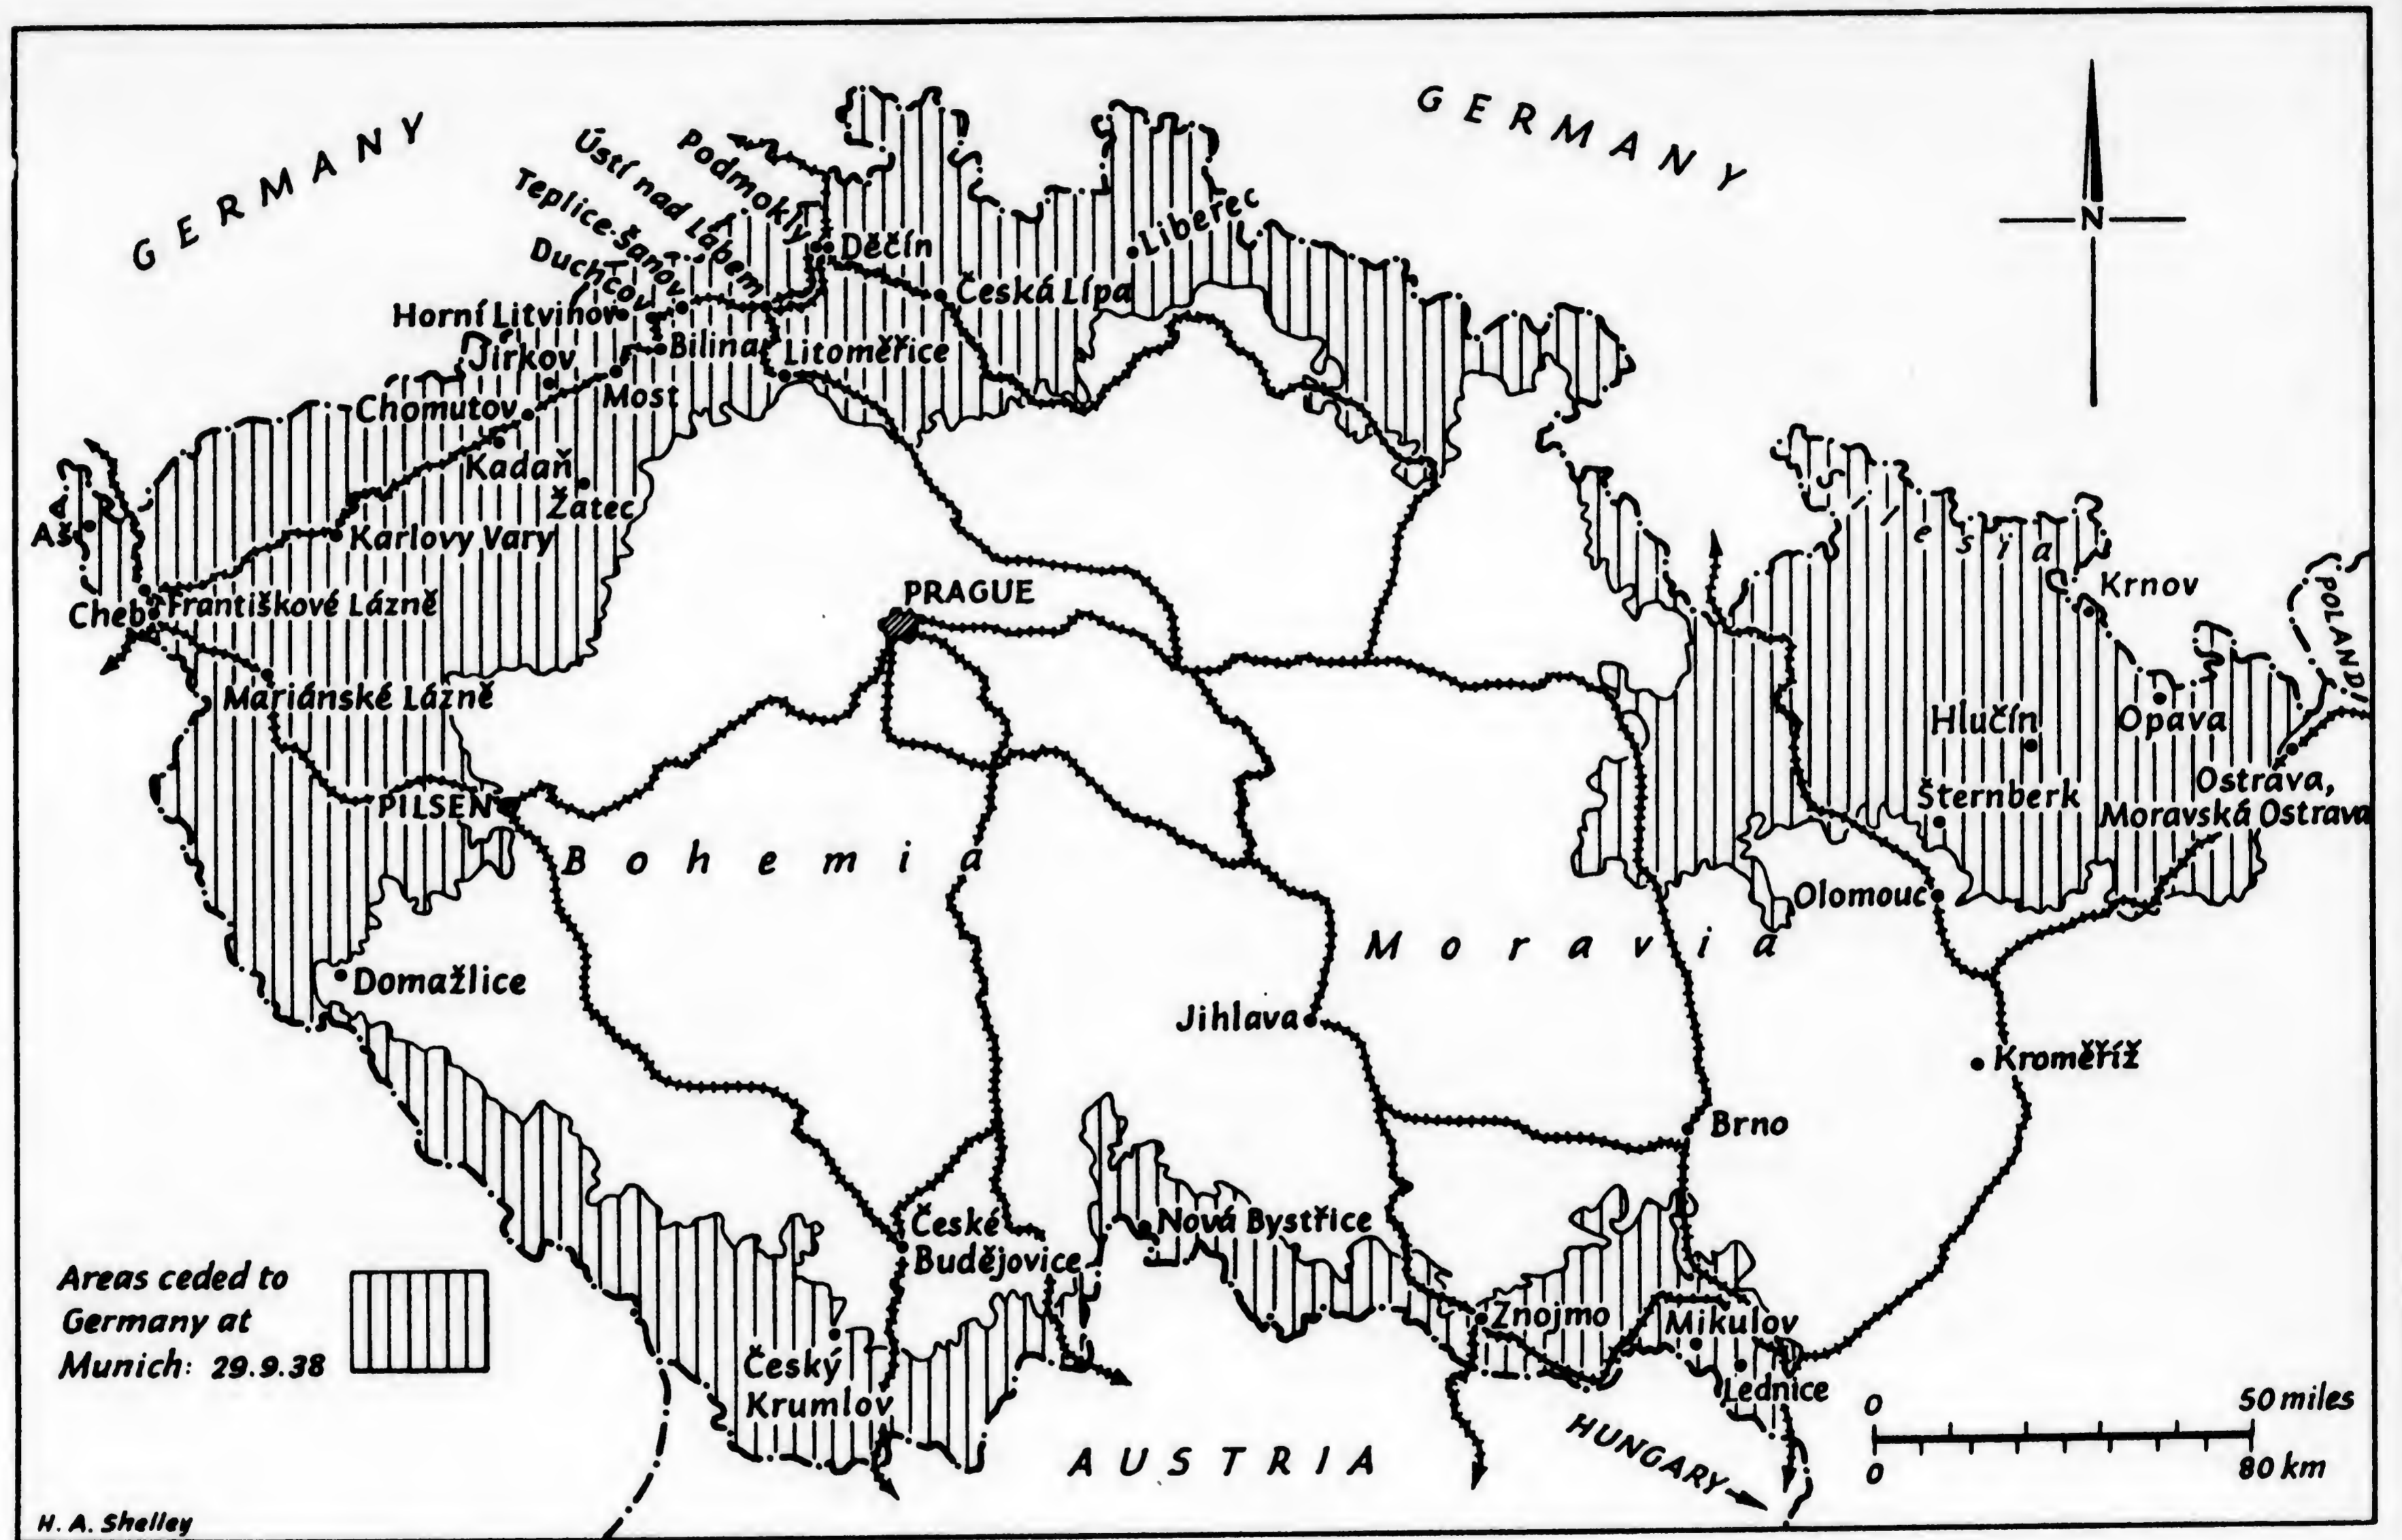 GERMANY
GERMANY
N
Podmokly
Ústí nad Labem
Teplice-Šanov
Duchcov
Děčín
Liberec
Česká Lípa
Horní Litvinov
Jirkov
Bilina
Litoměřice
Most
Chomutov
Kadaň
Žatec
Aš
Karlovy Vary
Silesia
Krnov
POLAND
PRAGUE
Cheb
Františkové Lázně
Mariánské Lázně
Hlučín
Opava
PILSEN
Šternberk
Ostrava,
Moravská Ostrava
Bohemia
Olomouc
Moravia
Domažlice
Jihlava
Kroměříž
Brno
České
Budějovice
Nová Bystřice
Areas ceded to
Germany at
Munich: 29.9.38
Znojmo
Mikulov
Český
Krumlov
Lednice
AUSTRIA
HUNGARY
0 50 miles
0 80 km
H. A. Shelley